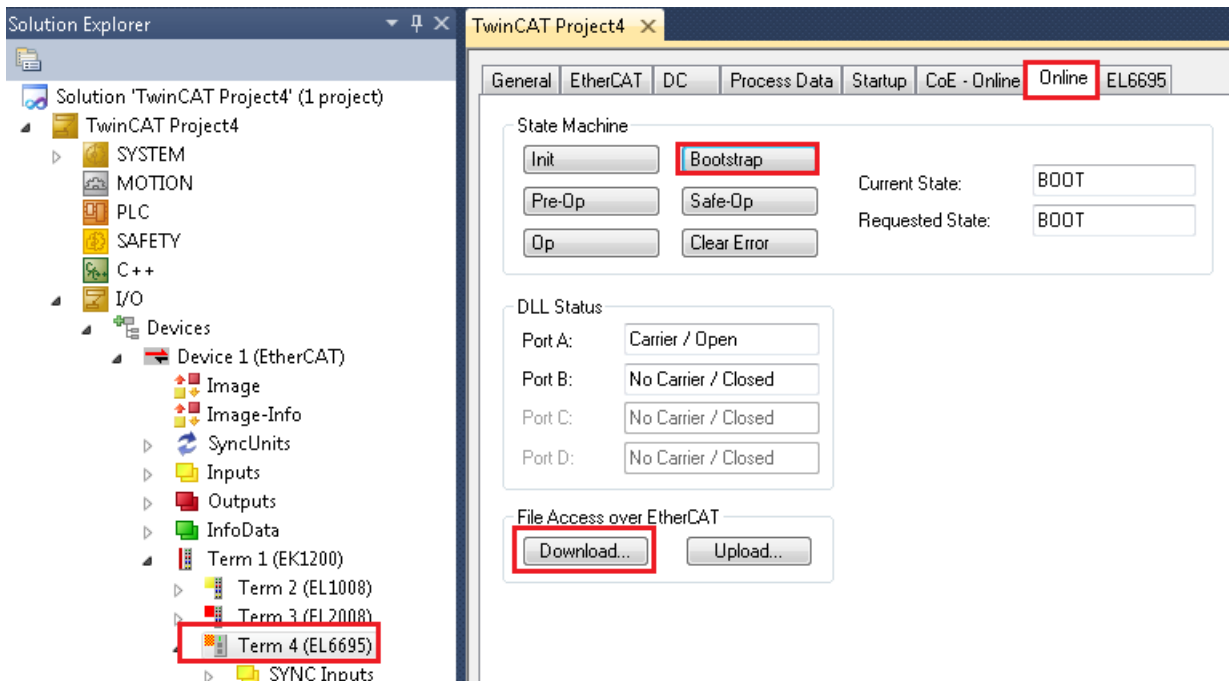 Solution Explorer
Solution 'TwinCAT Project4' (1 project)
TwinCAT Project4
SYSTEM
MOTION
PLC
SAFETY
C++
I/O
Devices
Device 1 (EtherCAT)
Image
Image-Info
SyncUnits
Inputs
Outputs
InfoData
Term 1 (EK1200)
Term 2 (EL1008)
Term 3 (EL2008)
Term 4 (EL6695)
SYNC Inputs
TwinCAT Project4
General EtherCAT DC Process Data Startup CoE - Online Online EL6695
State Machine
Init Bootstrap
Pre-Op Safe-Op
Op Clear Error
Current State: BOOT
Requested State: BOOT
DLL Status
Port A: Carrier / Open
Port B: No Carrier / Closed
Port C: No Carrier / Closed
Port D: No Carrier / Closed
File Access over EtherCAT
Download... Upload...